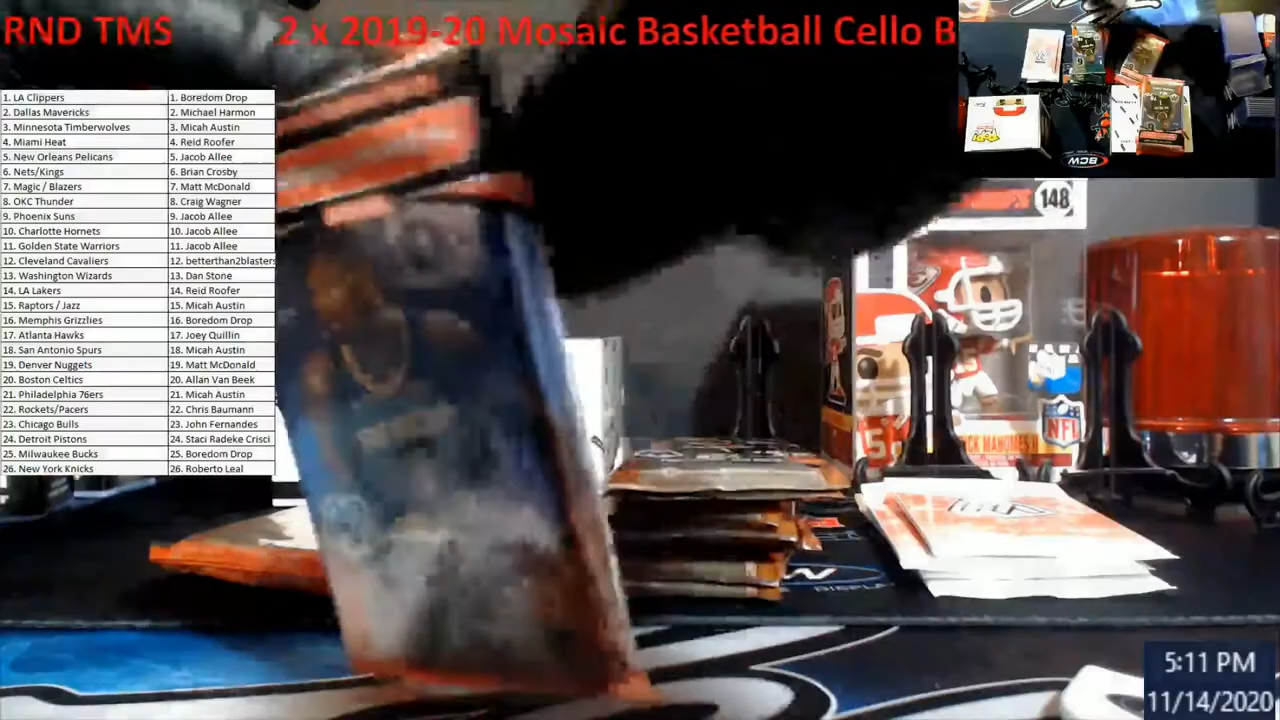 RND TMS 2 x 2019-20 Mosaic Basketball Cello B
1. LA Clippers 1. Boredom Drop
2. Dallas Mavericks 2. Michael Harmon
3. Minnesota Timberwolves 3. Micah Austin
4. Miami Heat 4. Reid Roofer
5. New Orleans Pelicans 5. Jacob Allee
6. Nets/Kings 6. Brian Crosby
7. Magic / Blazers 7. Matt McDonald
8. OKC Thunder 8. Craig Wagner
9. Phoenix Suns 9. Jacob Allee
10. Charlotte Hornets 10. Jacob Allee
11. Golden State Warriors 11. Jacob Allee
12. Cleveland Cavaliers 12. betterthan2blasters
13. Washington Wizards 13. Dan Stone
14. LA Lakers 14. Reid Roofer
15. Raptors / Jazz 15. Micah Austin
16. Memphis Grizzlies 16. Boredom Drop
17. Atlanta Hawks 17. Joey Quillin
18. San Antonio Spurs 18. Micah Austin
19. Denver Nuggets 19. Matt McDonald
20. Boston Celtics 20. Allan Van Beek
21. Philadelphia 76ers 21. Micah Austin
22. Rockets/Pacers 22. Chris Baumann
23. Chicago Bulls 23. John Fernandes
24. Detroit Pistons 24. Staci Radeke Crisci
25. Milwaukee Bucks 25. Boredom Drop
26. New York Knicks 26. Roberto Leal
BCW
148
NFL
CK MAHOMES II
DISPLA
5:11 PM
11/14/2020